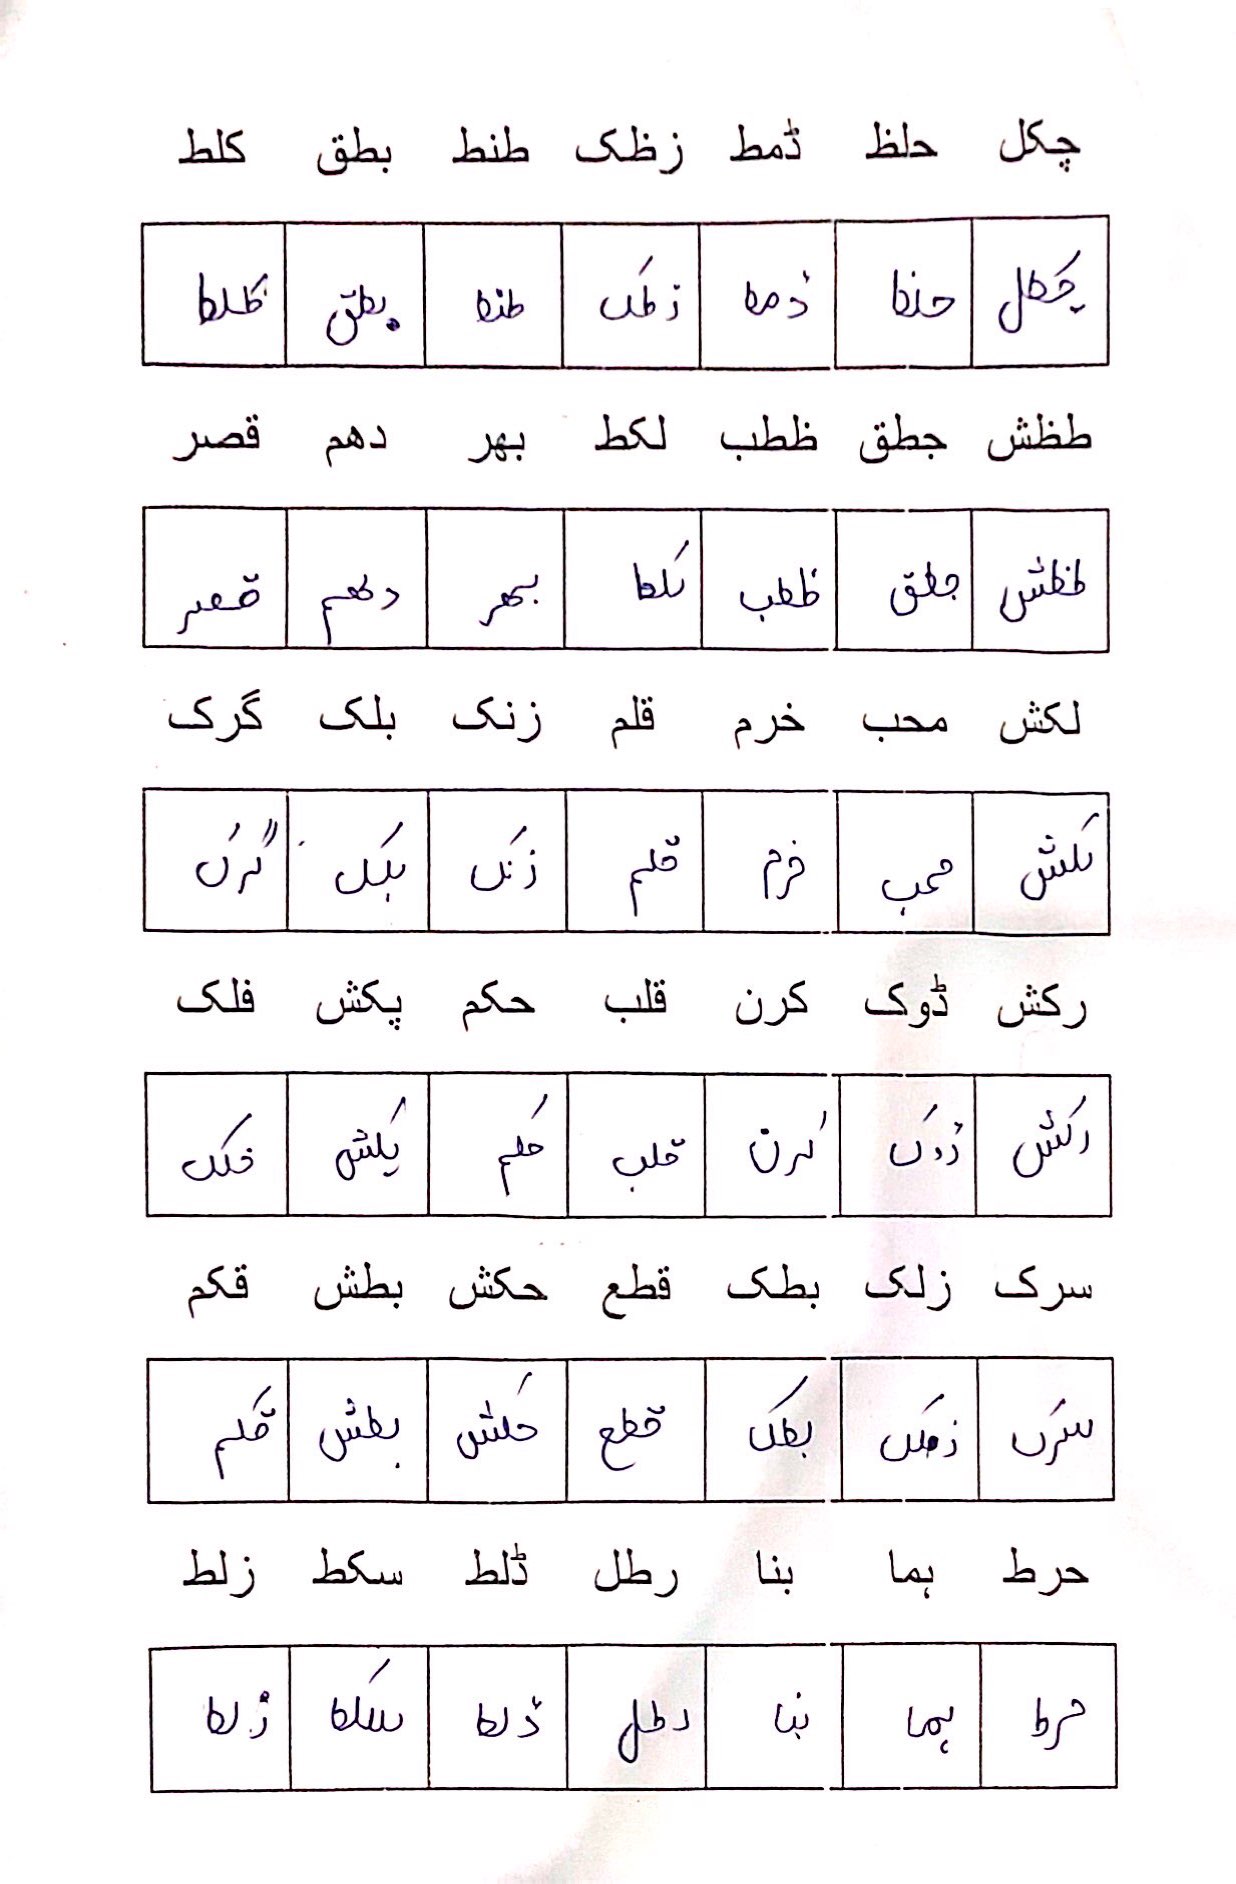 چکل حلظ ڈمط زظک طنط بطق کلط
چکل حلظ ڈمط زظک طنط بطق کلط
طظش جطق ظطب لکط بھر دھم قصر
طظش جطق ظطب لکط بھر دھم قصر
لکش محب خرم قلم زنک بلک گرک
لکش محب خرم قلم زنک بلک گرک
رکش ڈوک کرن قلب حکم پکش فلک
رکش ڈوک کرن قلب حکم پکش فلک
سرک زلک بطک قطع حکش بطش قکم
سرک زلک بطک قطع حکش بطش قکم
حرط ہما بنا رطل ڈلط سکط زلط
حرط ہما بنا رطل ڈلط سکط زلط